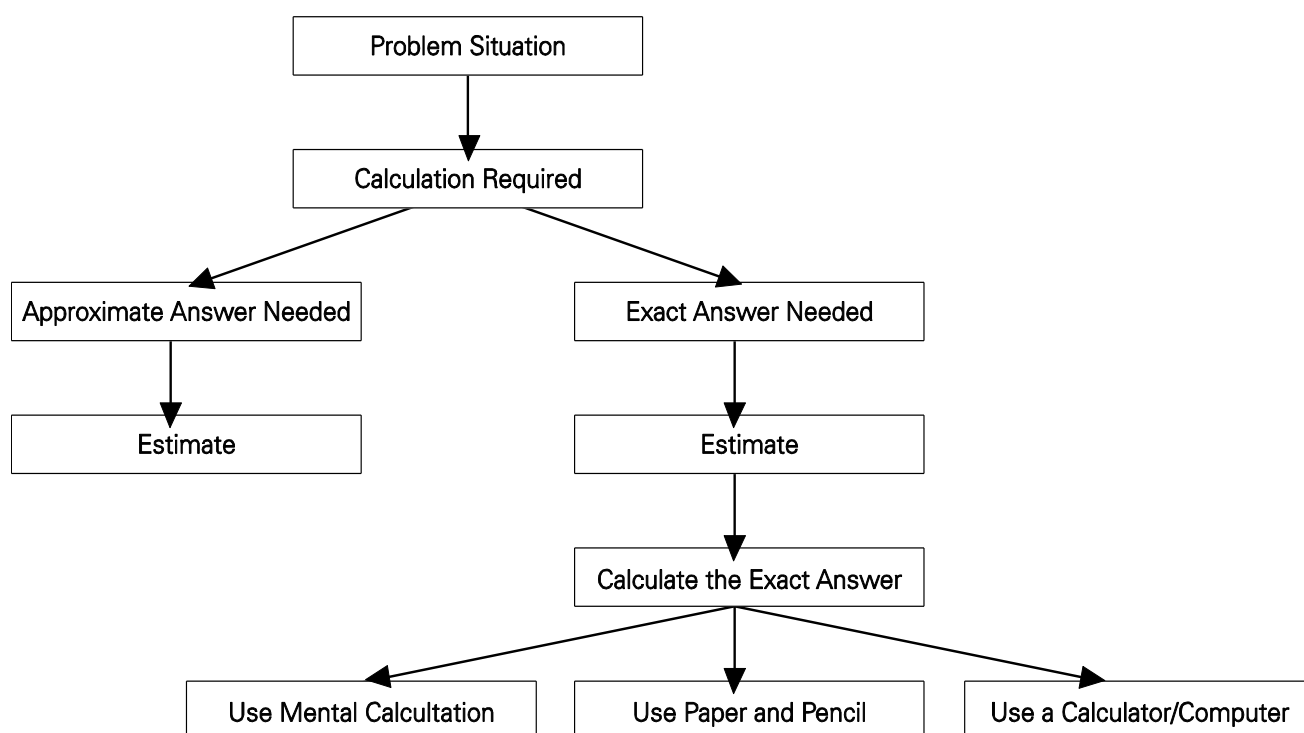 Problem Situation
Calculation Required
Approximate Answer Needed
Exact Answer Needed
Estimate
Estimate
Calculate the Exact Answer
Use Mental Calcultation
Use Paper and Pencil
Use a Calculator/Computer